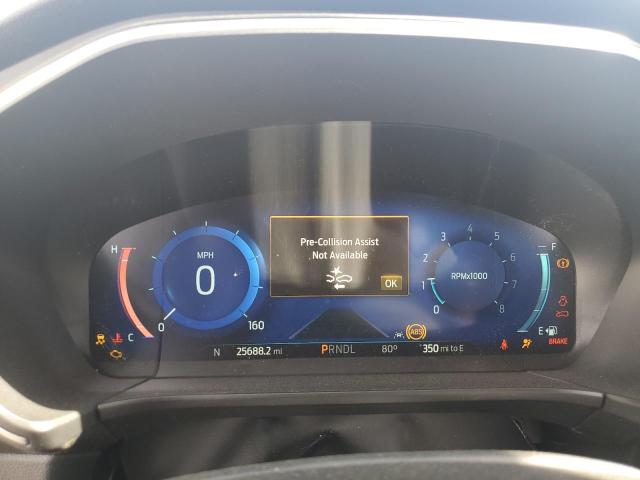 Pre-Collision Assist
Not Available
OK
H
C
MPH
0
0
160
0
1
2
3
4
5
6
7
8
RPMx1000
F
E
ABS
BRAKE
N
25688.2 mi
PRNDL
80°
350 mi to E